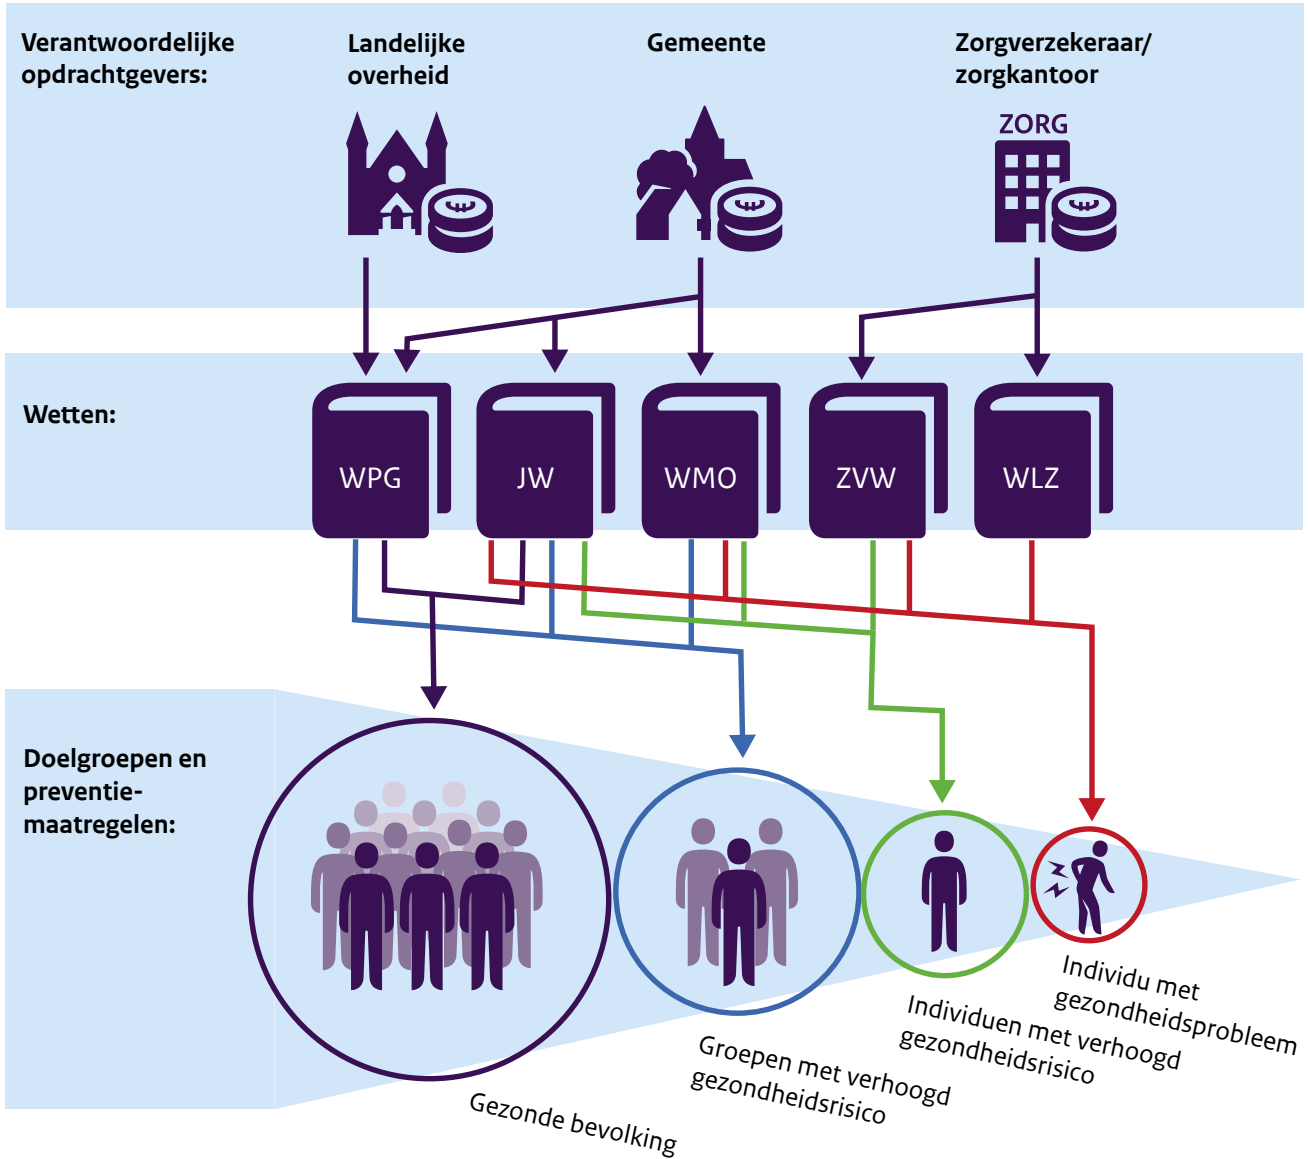 Verantwoordelijke
opdrachtgevers:
Landelijke
overheid
Gemeente
Zorgverzekeraar/
zorgkantoor
ZORG
Wetten:
WPG
JW
WMO
ZVW
WLZ
Doelgroepen en
preventie-
maatregelen:
Gezonde bevolking
Groepen met verhoogd
gezondheidsrisico
Individuen met verhoogd
gezondheidsrisico
Individu met
gezondheidsprobleem